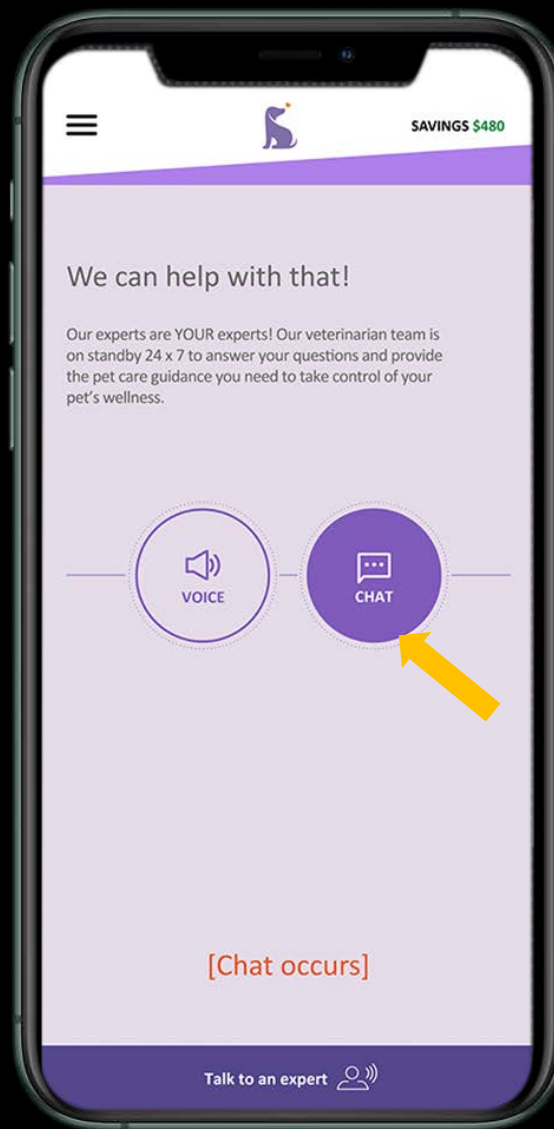 SAVINGS $480
We can help with that!
Our experts are YOUR experts! Our veterinarian team is
on standby 24 x 7 to answer your questions and provide
the pet care guidance you need to take control of your
pet's wellness.
VOICE
CHAT
[Chat occurs]
Talk to an expert